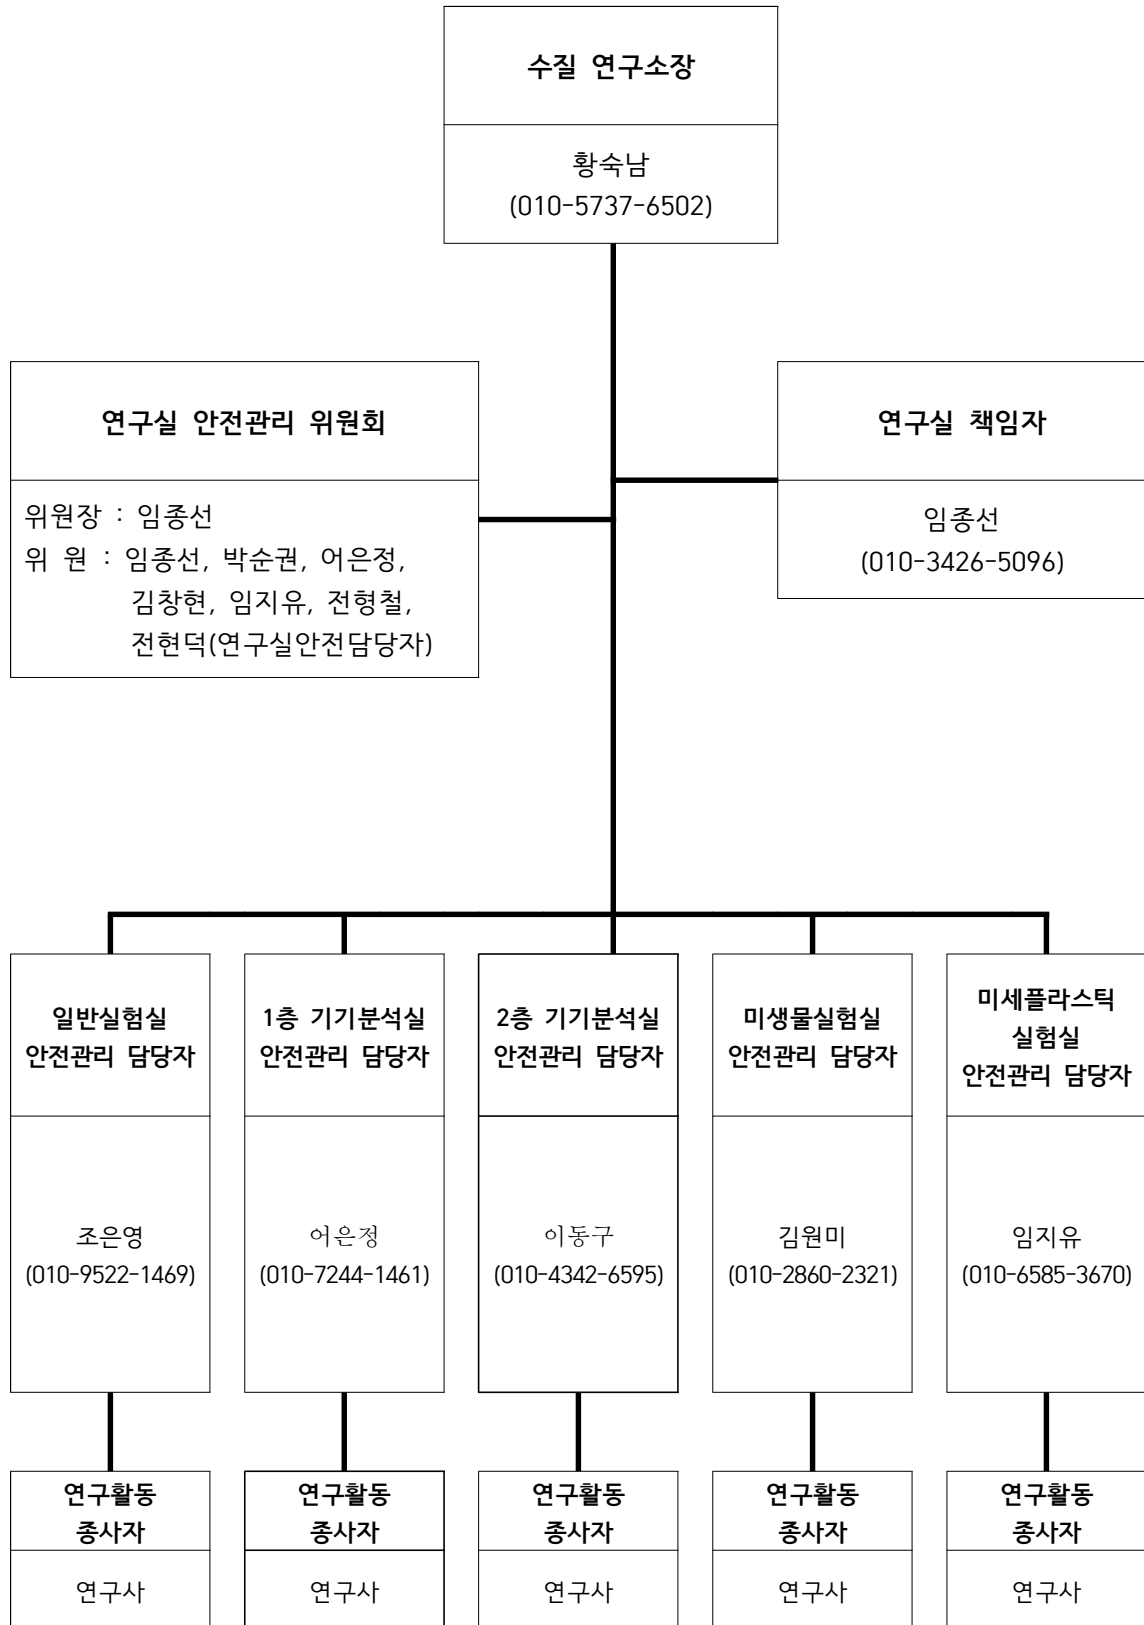 수질 연구소장
황숙남
(010-5737-6502)
연구실 안전관리 위원회
위원장 : 임종선
위 원 : 임종선, 박순권, 어은정,
김창현, 임지유, 전형철,
전현덕(연구실안전담당자)
연구실 책임자
임종선
(010-3426-5096)
일반실험실
안전관리 담당자
조은영
(010-9522-1469)
1층 기기분석실
안전관리 담당자
어은정
(010-7244-1461)
2층 기기분석실
안전관리 담당자
이동구
(010-4342-6595)
미생물실험실
안전관리 담당자
김원미
(010-2860-2321)
미세플라스틱
실험실
안전관리 담당자
임지유
(010-6585-3670)
연구활동
종사자
연구사
연구활동
종사자
연구사
연구활동
종사자
연구사
연구활동
종사자
연구사
연구활동
종사자
연구사